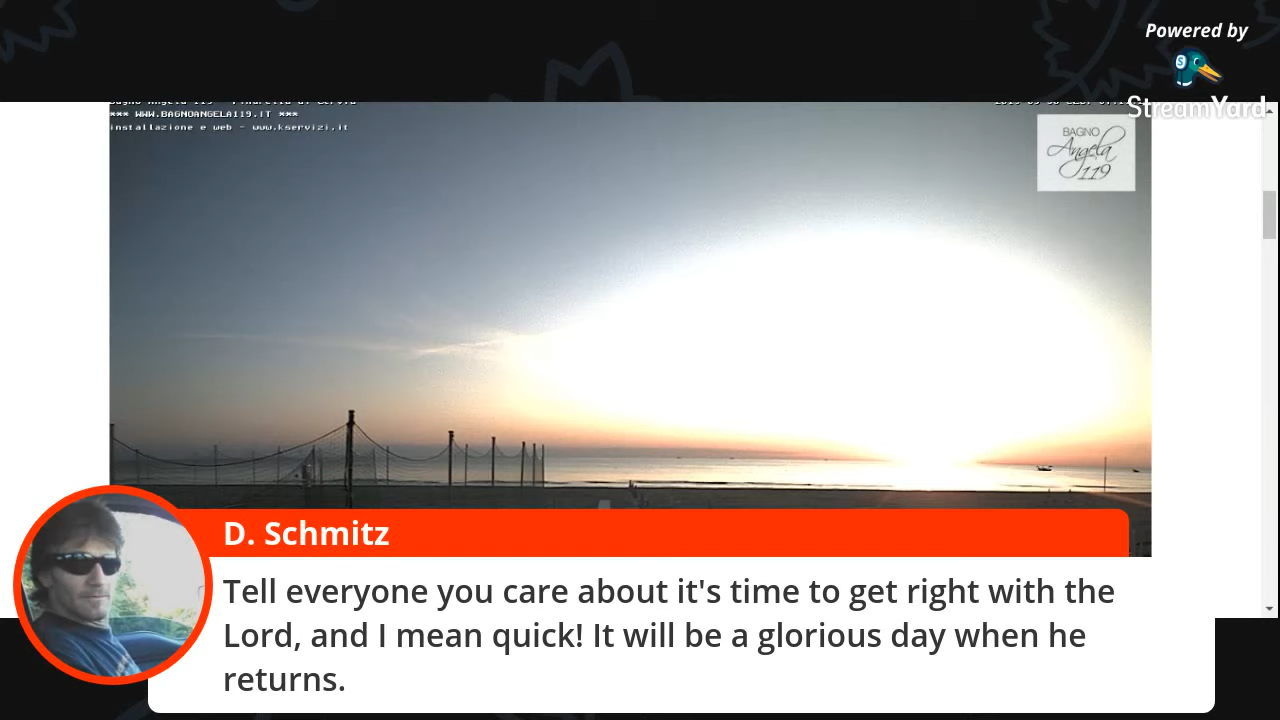 Powered by
StreamYard
*** WWW.BAGNOANGELA119.IT ***
installazione e web - www.kservizi.it
BAGNO
Angela
119
D. Schmitz
Tell everyone you care about it's time to get right with the
Lord, and I mean quick! It will be a glorious day when he
returns.